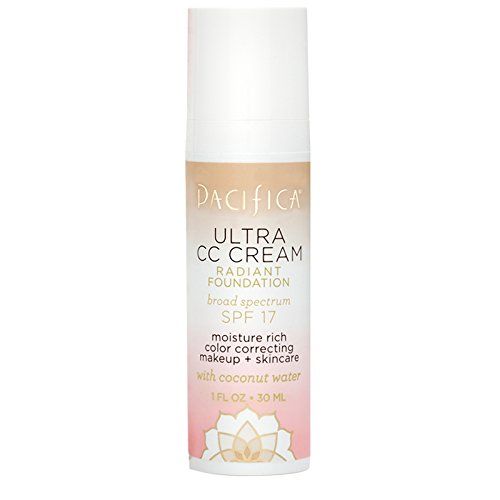 PACIFICA®
ULTRA
CC CREAM
RADIANT
FOUNDATION
broad spectrum
SPF 17
moisture rich
color correcting
makeup + skincare
with coconut water
1 FL OZ • 30 ML